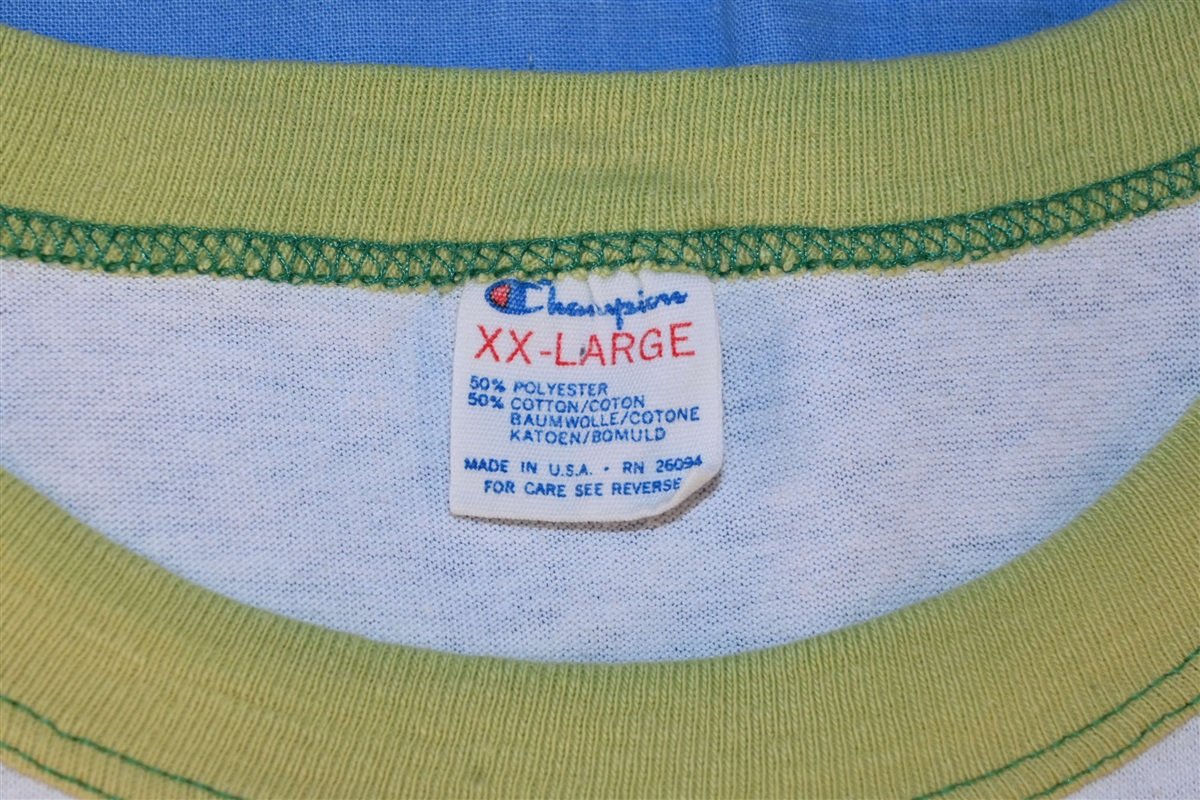 Champion
XX-LARGE
50% POLYESTER
50% COTTON/COTON
BAUMWOLLE/COTONE
KATOEN/BOMULD
MADE IN U.S.A. · RN 26094
FOR CARE SEE REVERSE